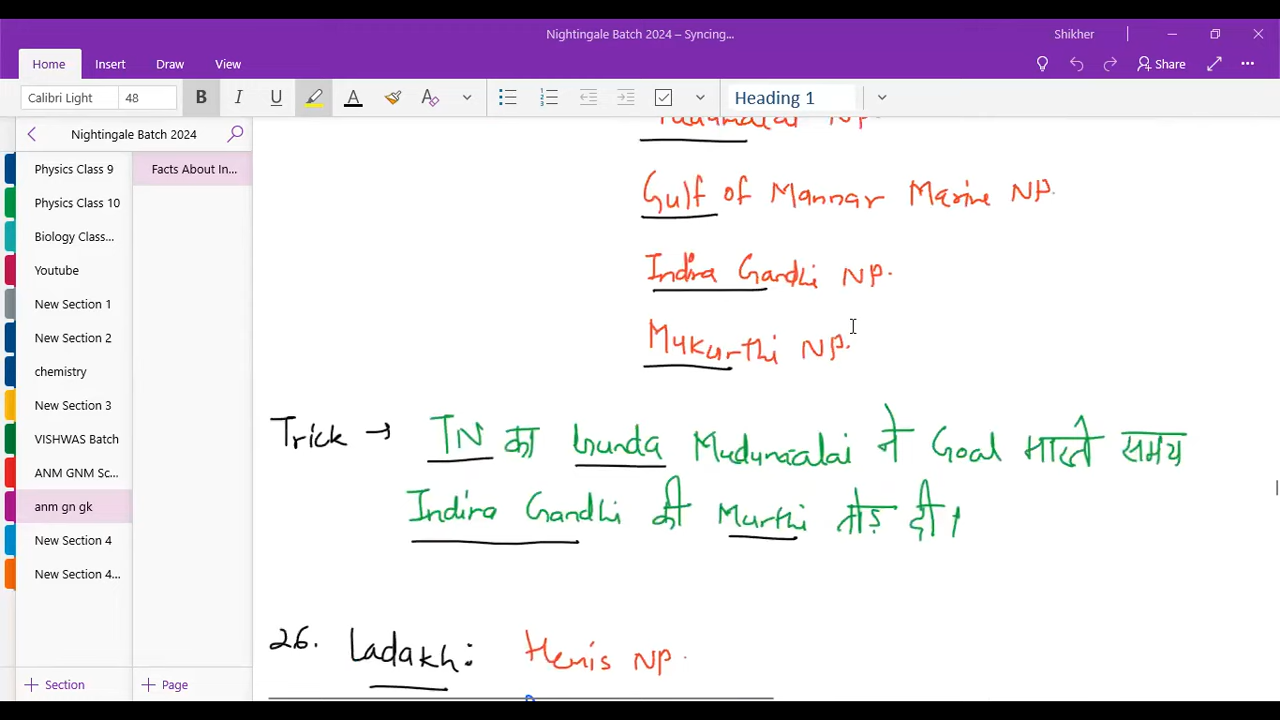 Nightingale Batch 2024 – Syncing...
Shikher
Home
Insert
Draw
View
Share
Calibri Light
48
B
I
U
A
Heading 1
Nightingale Batch 2024
Physics Class 9
Physics Class 10
Biology Class...
Youtube
New Section 1
New Section 2
chemistry
New Section 3
VISHWAS Batch
ANM GNM Sc...
anm gn gk
New Section 4
New Section 4...
+ Section
Facts About In...
+ Page
NP.
Gulf of Mannar Marine NP.
Indira Gandhi NP.
Mukurthi NP.
Trick → TN का Gunda Mudumalai ने Goal मारते समय
Indira Gandhi की Murthi तोड़ दी।
26. Ladakh: Hemis NP.